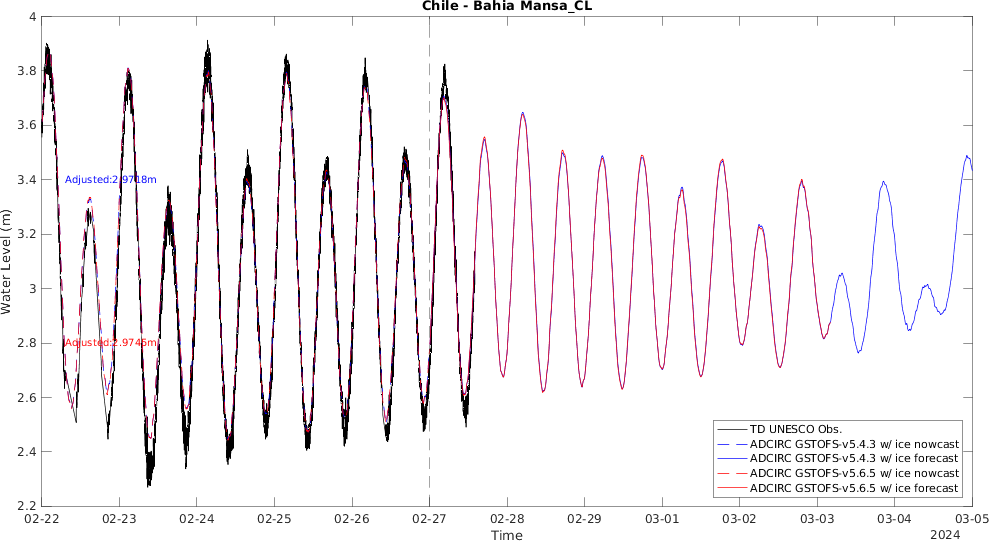 Chile - Bahia Mansa_CL
4
3.8
3.6
3.4
3.2
3
2.8
2.6
2.4
2.2
Water Level (m)
Adjusted:2.9718m
Adjusted:2.9745m
TD UNESCO Obs.
ADCIRC GSTOFS-v5.4.3 w/ ice nowcast
ADCIRC GSTOFS-v5.4.3 w/ ice forecast
ADCIRC GSTOFS-v5.6.5 w/ ice nowcast
ADCIRC GSTOFS-v5.6.5 w/ ice forecast
02-22 02-23 02-24 02-25 02-26 02-27 02-28 02-29 03-01 03-02 03-03 03-04 03-05
Time
2024